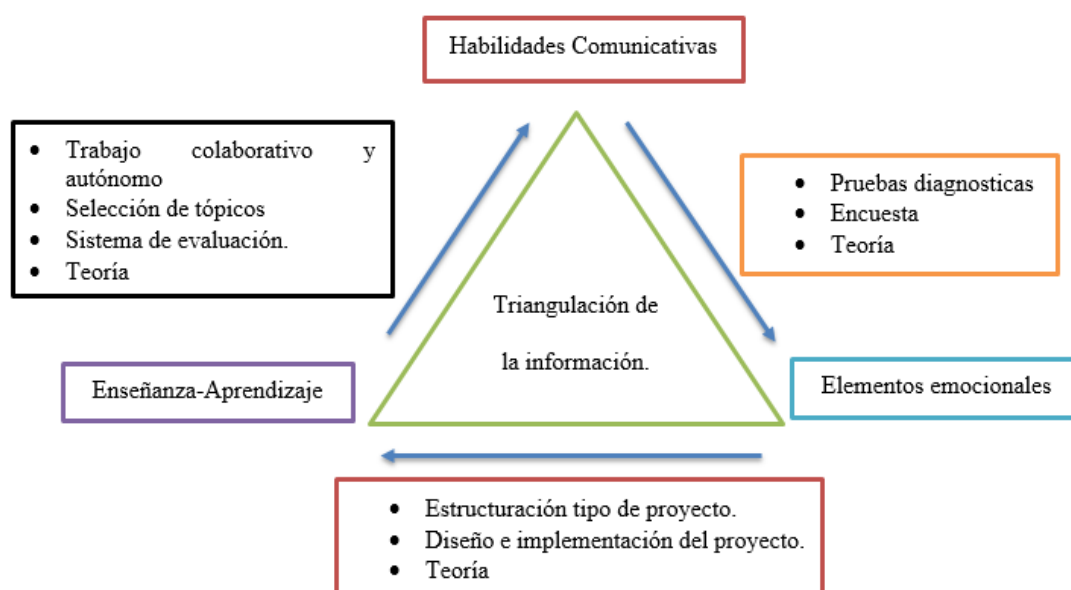 Habilidades Comunicativas
• Trabajo colaborativo y
autónomo
• Selección de tópicos
• Sistema de evaluación.
• Teoría
• Pruebas diagnosticas
• Encuesta
• Teoría
Triangulación de
la información.
Enseñanza-Aprendizaje
Elementos emocionales
• Estructuración tipo de proyecto.
• Diseño e implementación del proyecto.
• Teoría